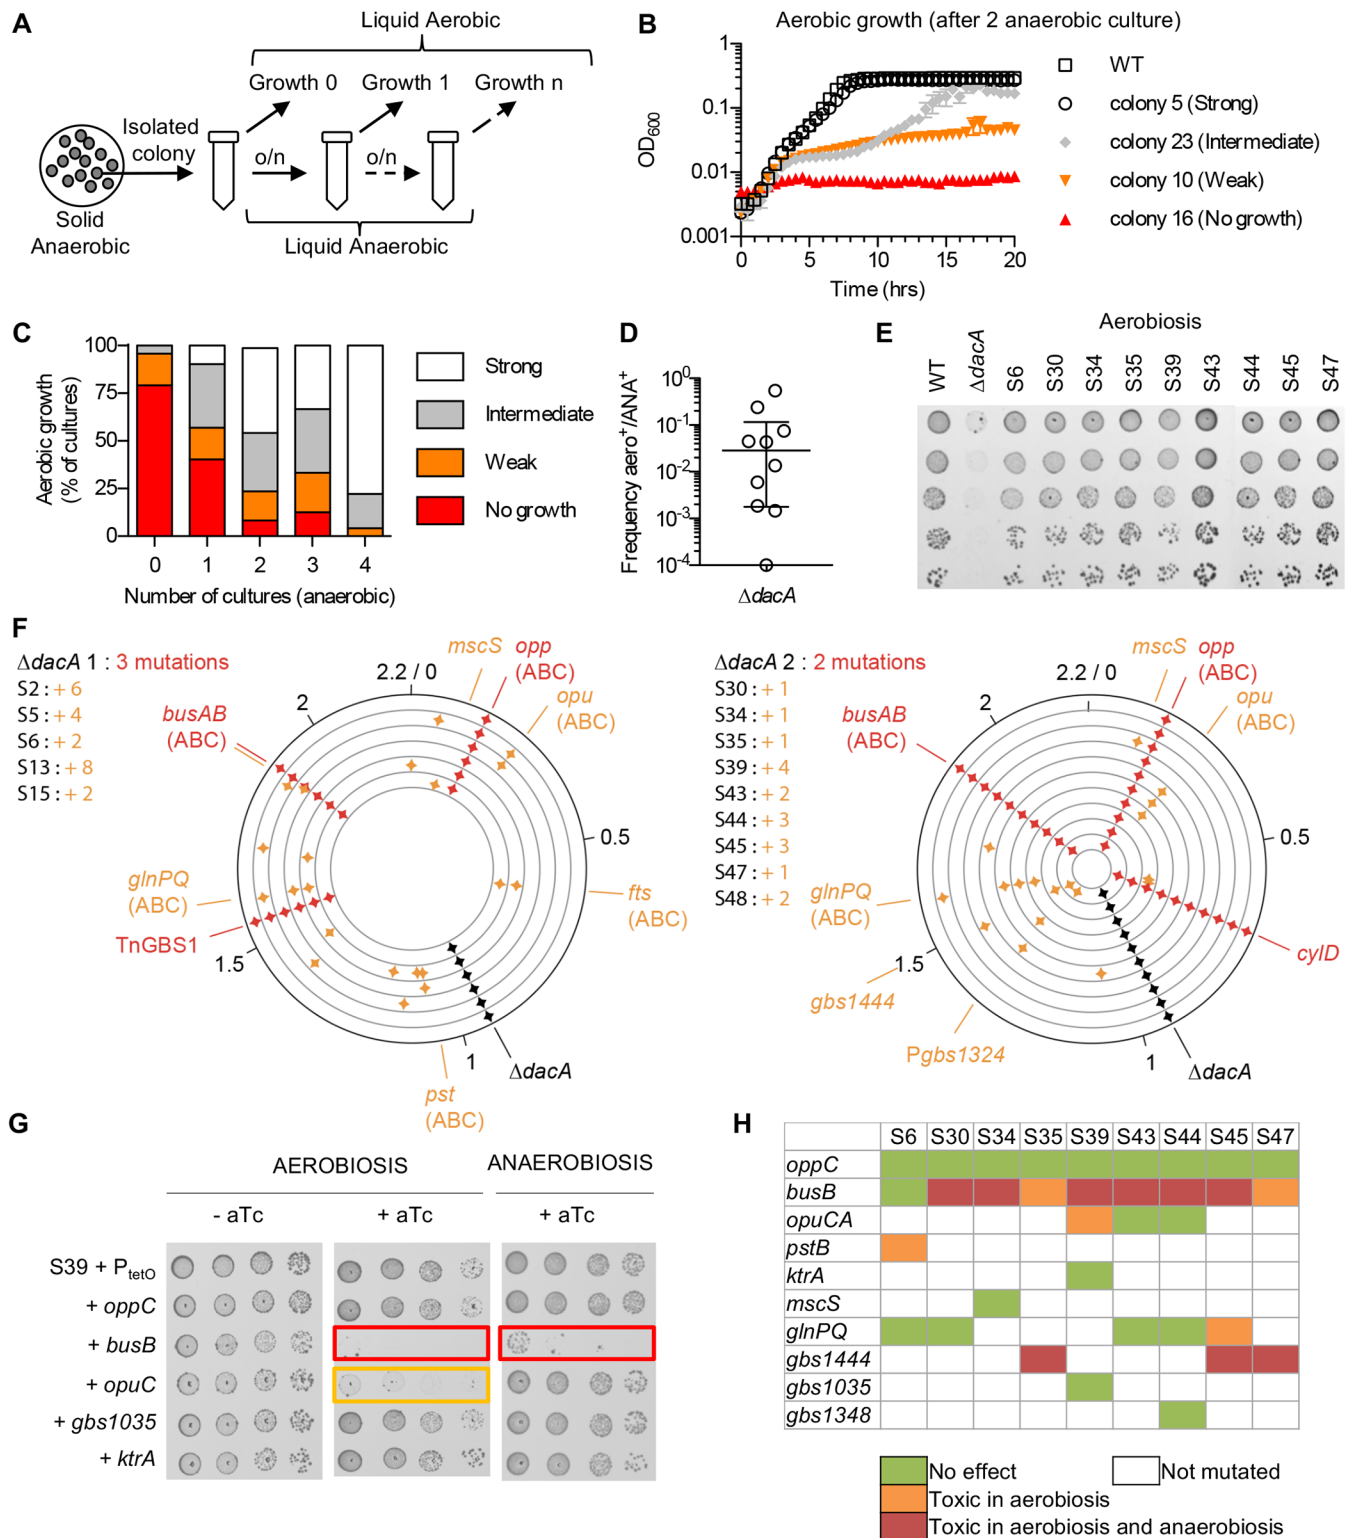 A
Liquid Aerobic
Growth 0
Growth 1
Growth n
Isolated
colony
o/n
o/n
Solid
Anaerobic
Liquid Anaerobic
B
Aerobic growth (after 2 anaerobic culture)
OD600
1
0.1
0.01
0.001
0
5
10
15
20
Time (hrs)
WT
colony 5 (Strong)
colony 23 (Intermediate)
colony 10 (Weak)
colony 16 (No growth)
C
Aerobic growth
(% of cultures)
100
75
50
25
0
0
1
2
3
4
Number of cultures (anaerobic)
Strong
Intermediate
Weak
No growth
D
Frequency aero+/ANA+
10^0
10^-1
10^-2
10^-3
10^-4
ΔdacA
E
Aerobiosis
WT
ΔdacA
S6
S30
S34
S35
S39
S43
S44
S45
S47
F
ΔdacA 1 : 3 mutations
S2 : + 6
S5 : + 4
S6 : + 2
S13 : + 8
S15 : + 2
2.2 / 0
0.5
1
1.5
2
mscS
opp
(ABC)
opu
(ABC)
busAB
(ABC)
glnPQ
(ABC)
TnGBS1
fts
(ABC)
pst
(ABC)
ΔdacA
ΔdacA 2 : 2 mutations
S30 : + 1
S34 : + 1
S35 : + 1
S39 : + 4
S43 : + 2
S44 : + 3
S45 : + 3
S47 : + 1
S48 : + 2
2.2 / 0
0.5
1
1.5
2
mscS
opp
(ABC)
opu
(ABC)
busAB
(ABC)
glnPQ
(ABC)
gbs1444
Pgbs1324
cylD
ΔdacA
G
AEROBIOSIS
ANAEROBIOSIS
- aTc
+ aTc
+ aTc
S39 + PtetO
+ oppC
+ busB
+ opuC
+ gbs1035
+ ktrA
H
S6 S30 S34 S35 S39 S43 S44 S45 S47
oppC
busB
opuCA
pstB
ktrA
mscS
glnPQ
gbs1444
gbs1035
gbs1348
No effect
Not mutated
Toxic in aerobiosis
Toxic in aerobiosis and anaerobiosis